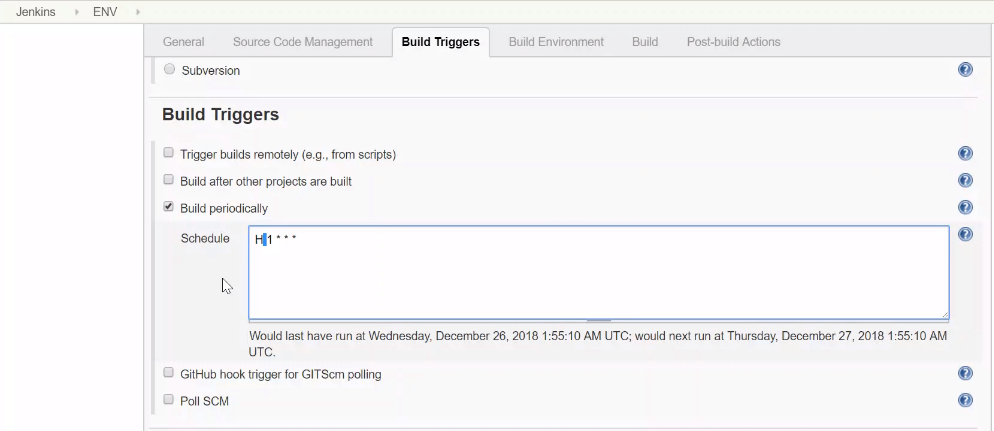 Jenkins ENV
General Source Code Management Build Triggers Build Environment Build Post-build Actions
Subversion
Build Triggers
Trigger builds remotely (e.g., from scripts)
Build after other projects are built
Build periodically
Schedule H 1 * * *
Would last have run at Wednesday, December 26, 2018 1:55:10 AM UTC; would next run at Thursday, December 27, 2018 1:55:10 AM
UTC.
GitHub hook trigger for GITScm polling
Poll SCM